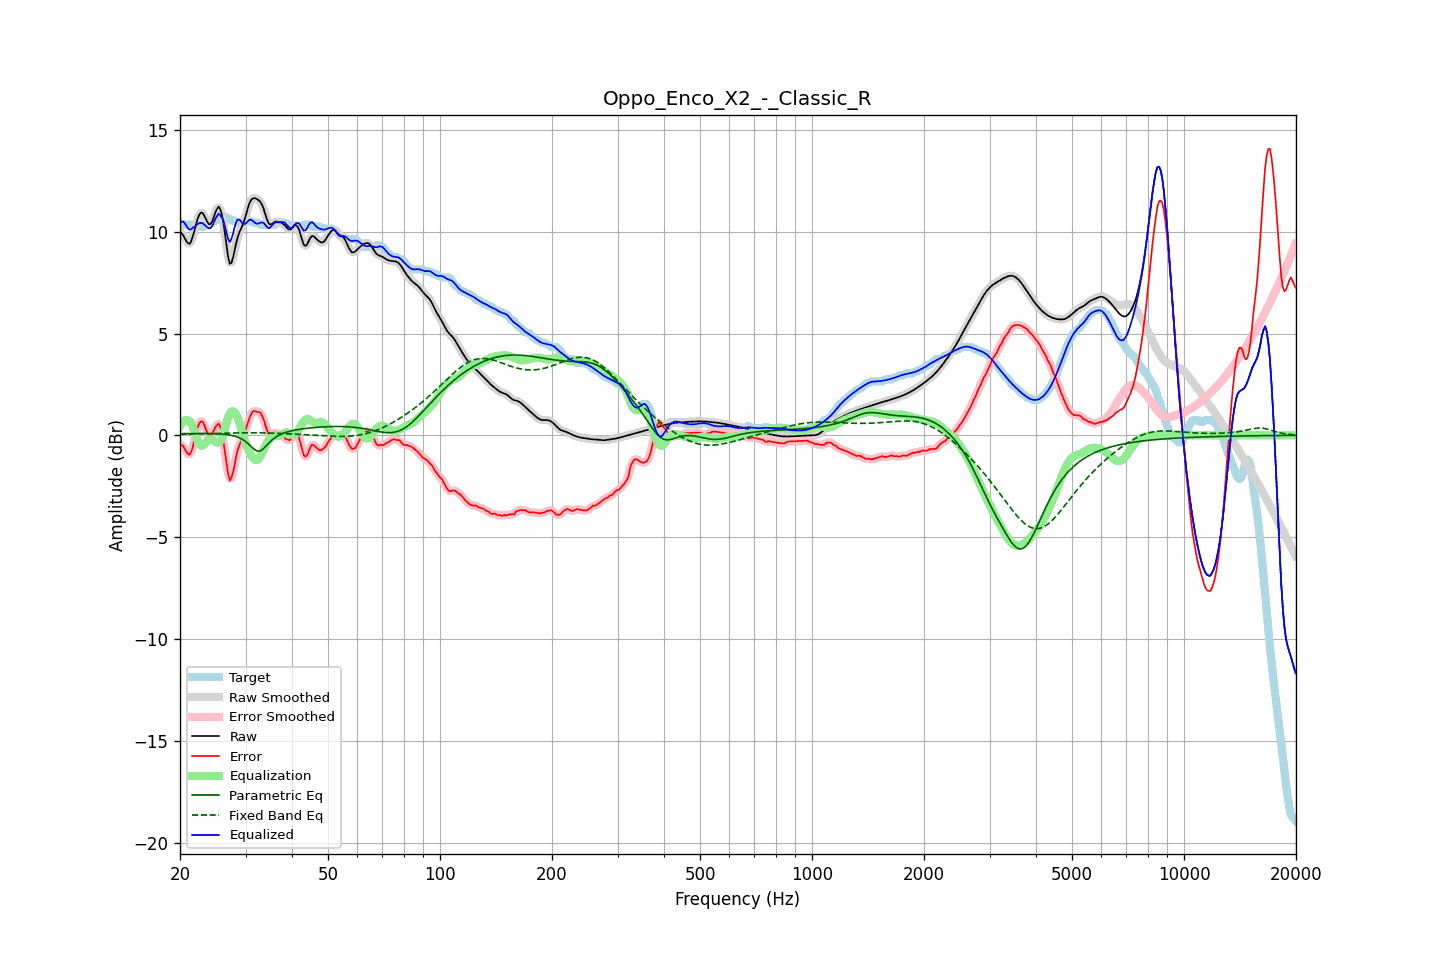 Oppo_Enco_X2_-_Classic_R
15
10
5
0
−5
−10
−15
−20
Amplitude (dBr)
Target
Raw Smoothed
Error Smoothed
Raw
Error
Equalization
Parametric Eq
Fixed Band Eq
Equalized
20 50 100 200 500 1000 2000 5000 10000 20000
Frequency (Hz)